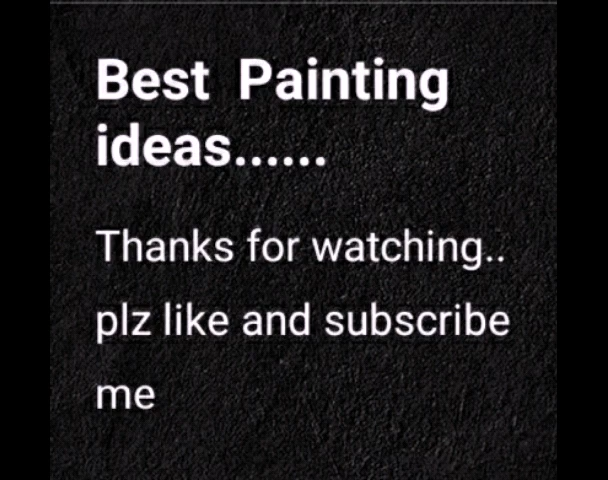 Best Painting
ideas......
Thanks for watching..
plz like and subscribe
me